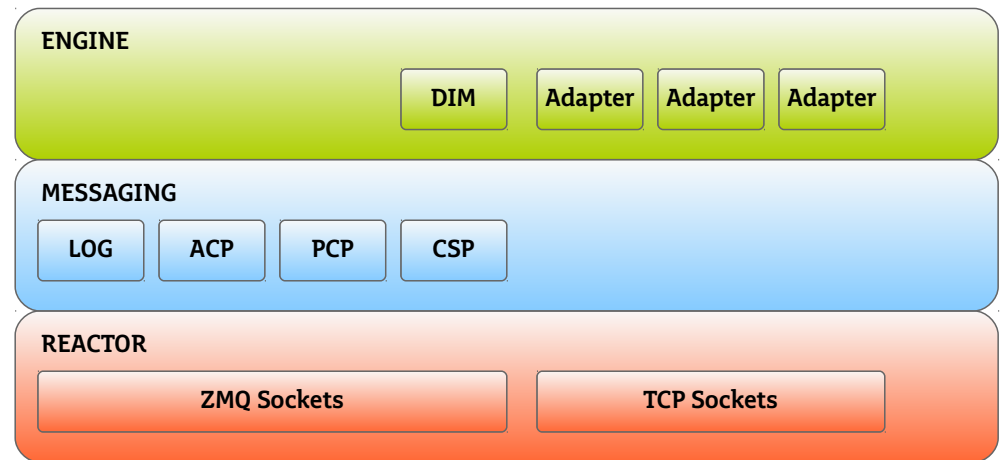 ENGINE
DIM Adapter Adapter Adapter
MESSAGING
LOG ACP PCP CSP
REACTOR
ZMQ Sockets TCP Sockets